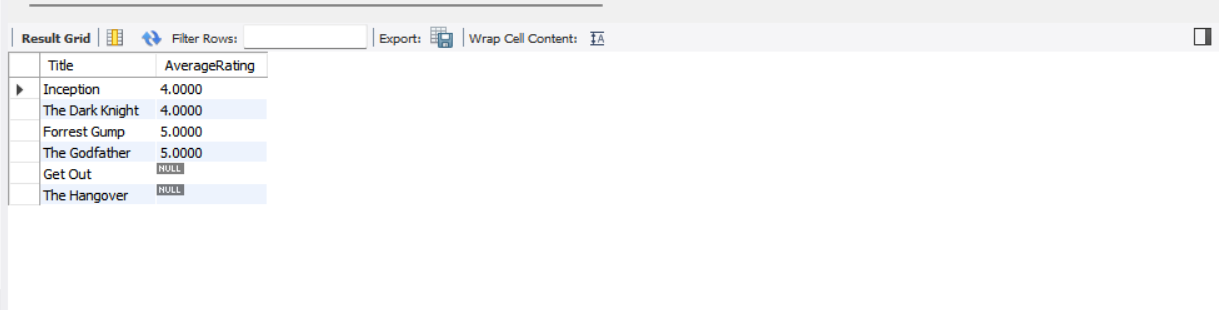 Result Grid Filter Rows: Export: Wrap Cell Content: IA
Title AverageRating
Inception 4.0000
The Dark Knight 4.0000
Forrest Gump 5.0000
The Godfather 5.0000
Get Out NULL
The Hangover NULL